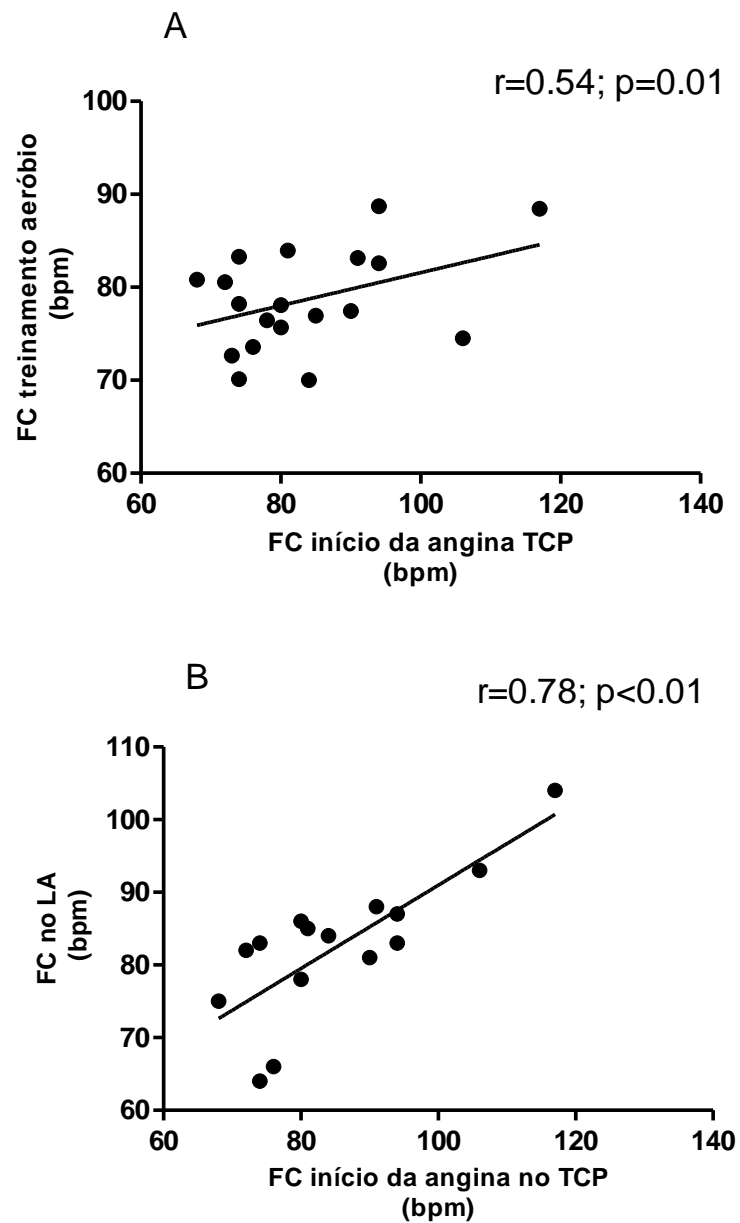 A
r=0.54; p=0.01
100
90
80
70
60
FC treinamento aeróbio
(bpm)
60
80
100
120
140
FC início da angina TCP
(bpm)
B
r=0.78; p<0.01
110
100
90
80
70
60
FC no LA
(bpm)
60
80
100
120
140
FC início da angina no TCP
(bpm)